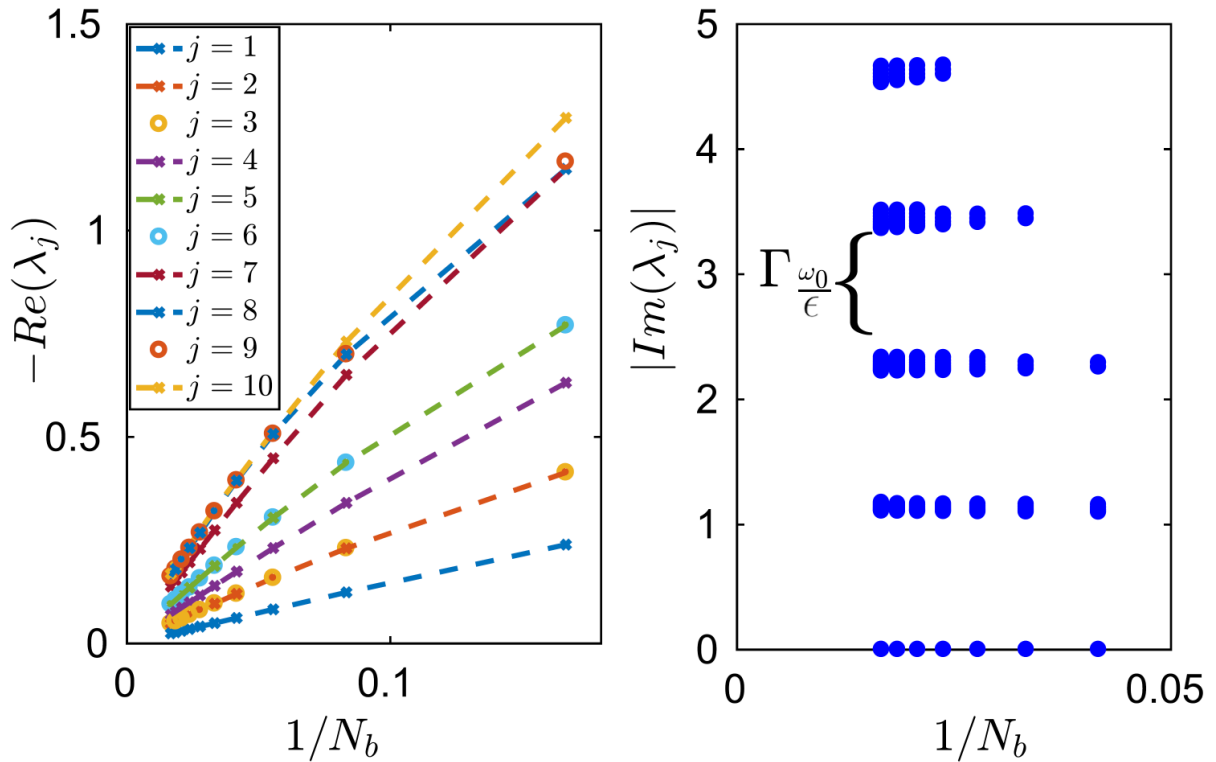 1.5
1
0.5
0
0
0.1
−Re(λ_j)
1/N_b
j = 1
j = 2
j = 3
j = 4
j = 5
j = 6
j = 7
j = 8
j = 9
j = 10
5
4
3
2
1
0
0
0.05
|Im(λ_j)|
1/N_b
Γ_{ω_0/ϵ}